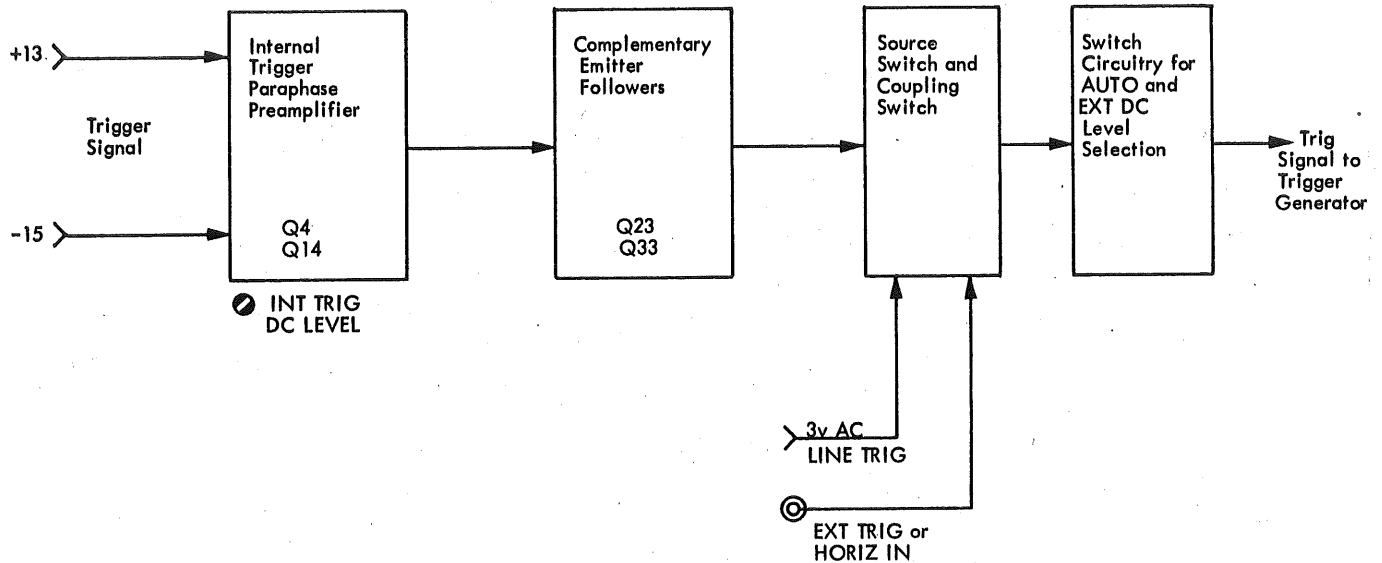 +13
Trigger
Signal
-15
Internal
Trigger
Paraphase
Preamplifier
Q4
Q14
INT TRIG
DC LEVEL
Complementary
Emitter
Followers
Q23
Q33
Source
Switch and
Coupling
Switch
3v AC
LINE TRIG
EXT TRIG or
HORIZ IN
Switch
Circuitry for
AUTO and
EXT DC
Level
Selection
Trig
Signal to
Trigger
Generator